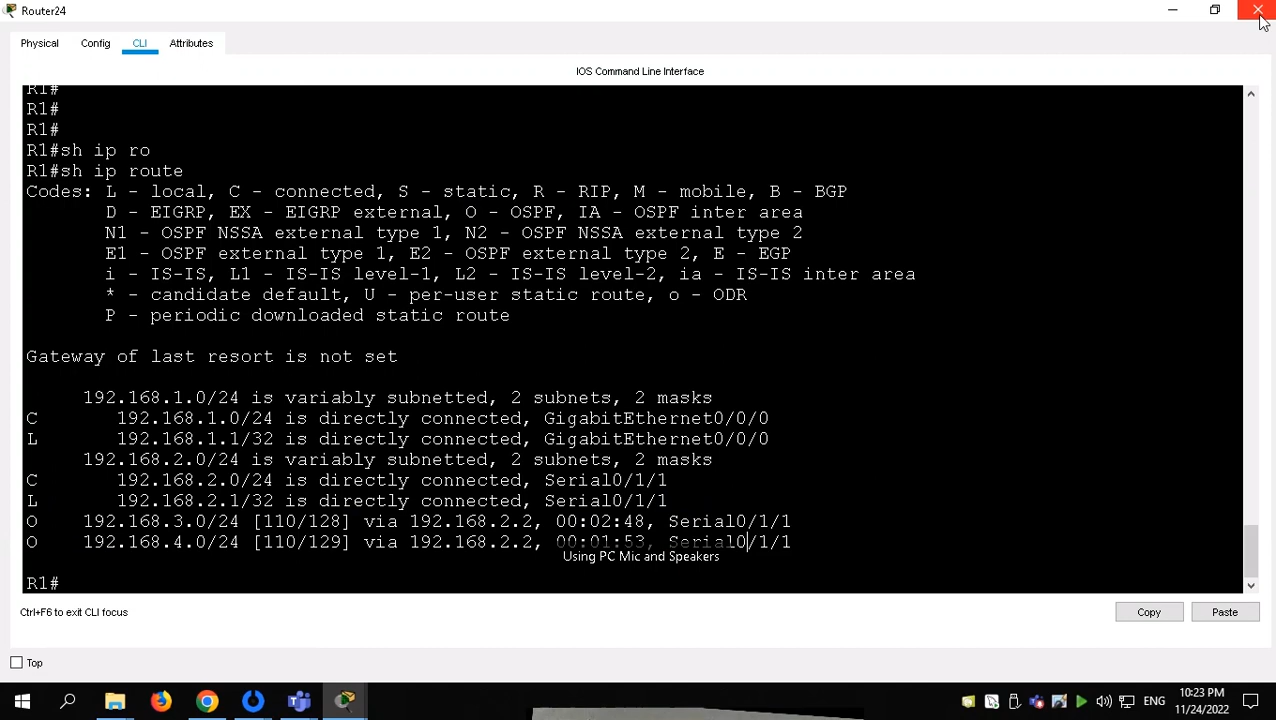 Router24
Physical Config CLI Attributes
IOS Command Line Interface
R1#
R1#
R1#
R1#sh ip ro
R1#sh ip route
Codes: L - local, C - connected, S - static, R - RIP, M - mobile, B - BGP
D - EIGRP, EX - EIGRP external, O - OSPF, IA - OSPF inter area
N1 - OSPF NSSA external type 1, N2 - OSPF NSSA external type 2
E1 - OSPF external type 1, E2 - OSPF external type 2, E - EGP
i - IS-IS, L1 - IS-IS level-1, L2 - IS-IS level-2, ia - IS-IS inter area
* - candidate default, U - per-user static route, o - ODR
P - periodic downloaded static route
Gateway of last resort is not set
192.168.1.0/24 is variably subnetted, 2 subnets, 2 masks
C 192.168.1.0/24 is directly connected, GigabitEthernet0/0/0
L 192.168.1.1/32 is directly connected, GigabitEthernet0/0/0
192.168.2.0/24 is variably subnetted, 2 subnets, 2 masks
C 192.168.2.0/24 is directly connected, Serial0/1/1
L 192.168.2.1/32 is directly connected, Serial0/1/1
O 192.168.3.0/24 [110/128] via 192.168.2.2, 00:02:48, Serial0/1/1
O 192.168.4.0/24 [110/129] via 192.168.2.2, 00:01:53, Serial0/1/1
Using PC Mic and Speakers
R1#
Ctrl+F6 to exit CLI focus
Copy Paste
Top
ENG
10:23 PM
11/24/2022